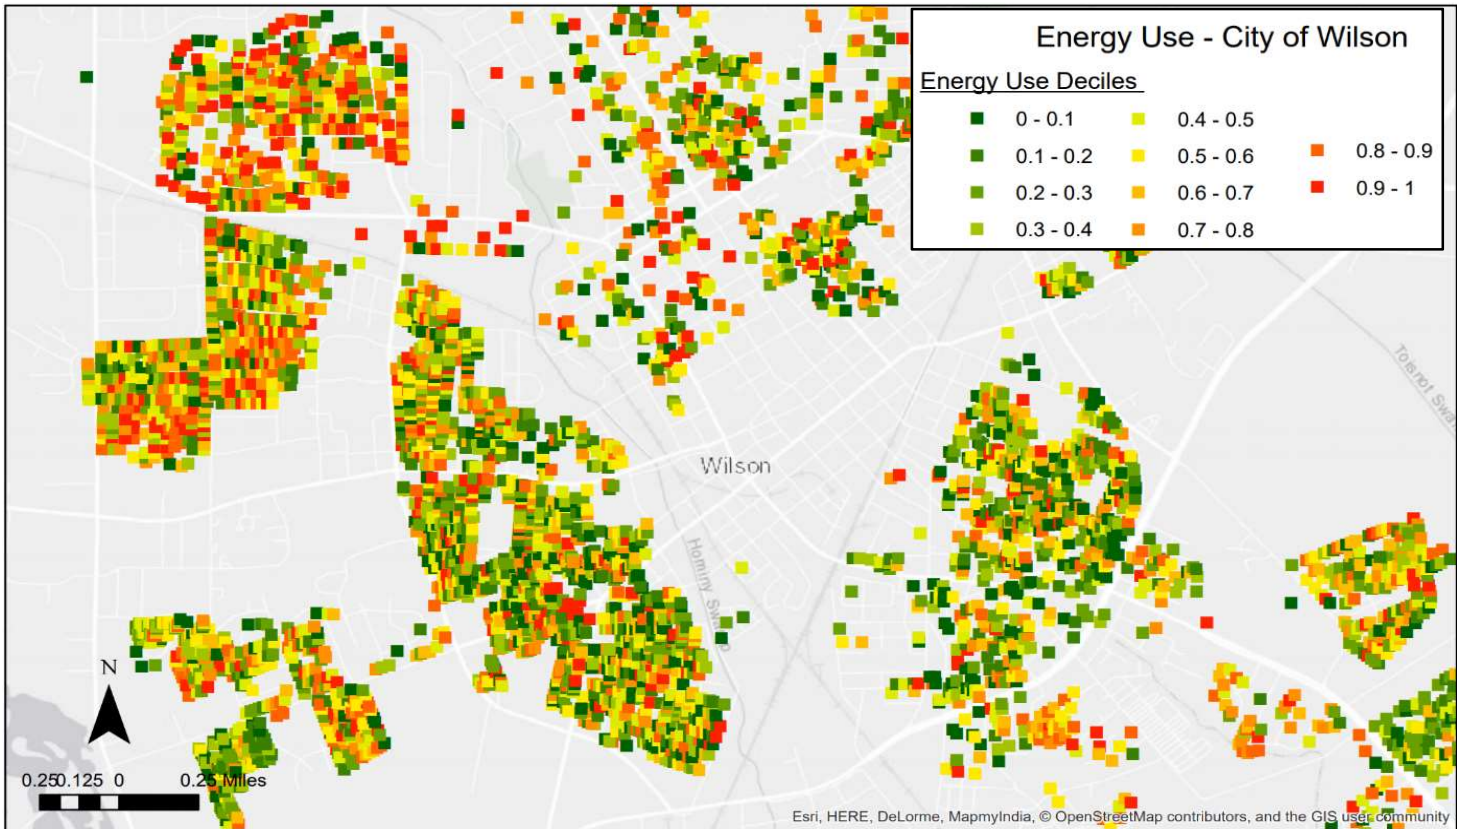 Energy Use - City of Wilson
Energy Use Deciles
0 - 0.1
0.1 - 0.2
0.2 - 0.3
0.3 - 0.4
0.4 - 0.5
0.5 - 0.6
0.6 - 0.7
0.7 - 0.8
0.8 - 0.9
0.9 - 1
Toisnot Swa
Wilson
Hominy Swamp
N
0.25 0.125 0 0.25 Miles
Esri, HERE, DeLorme, MapmyIndia, © OpenStreetMap contributors, and the GIS user community